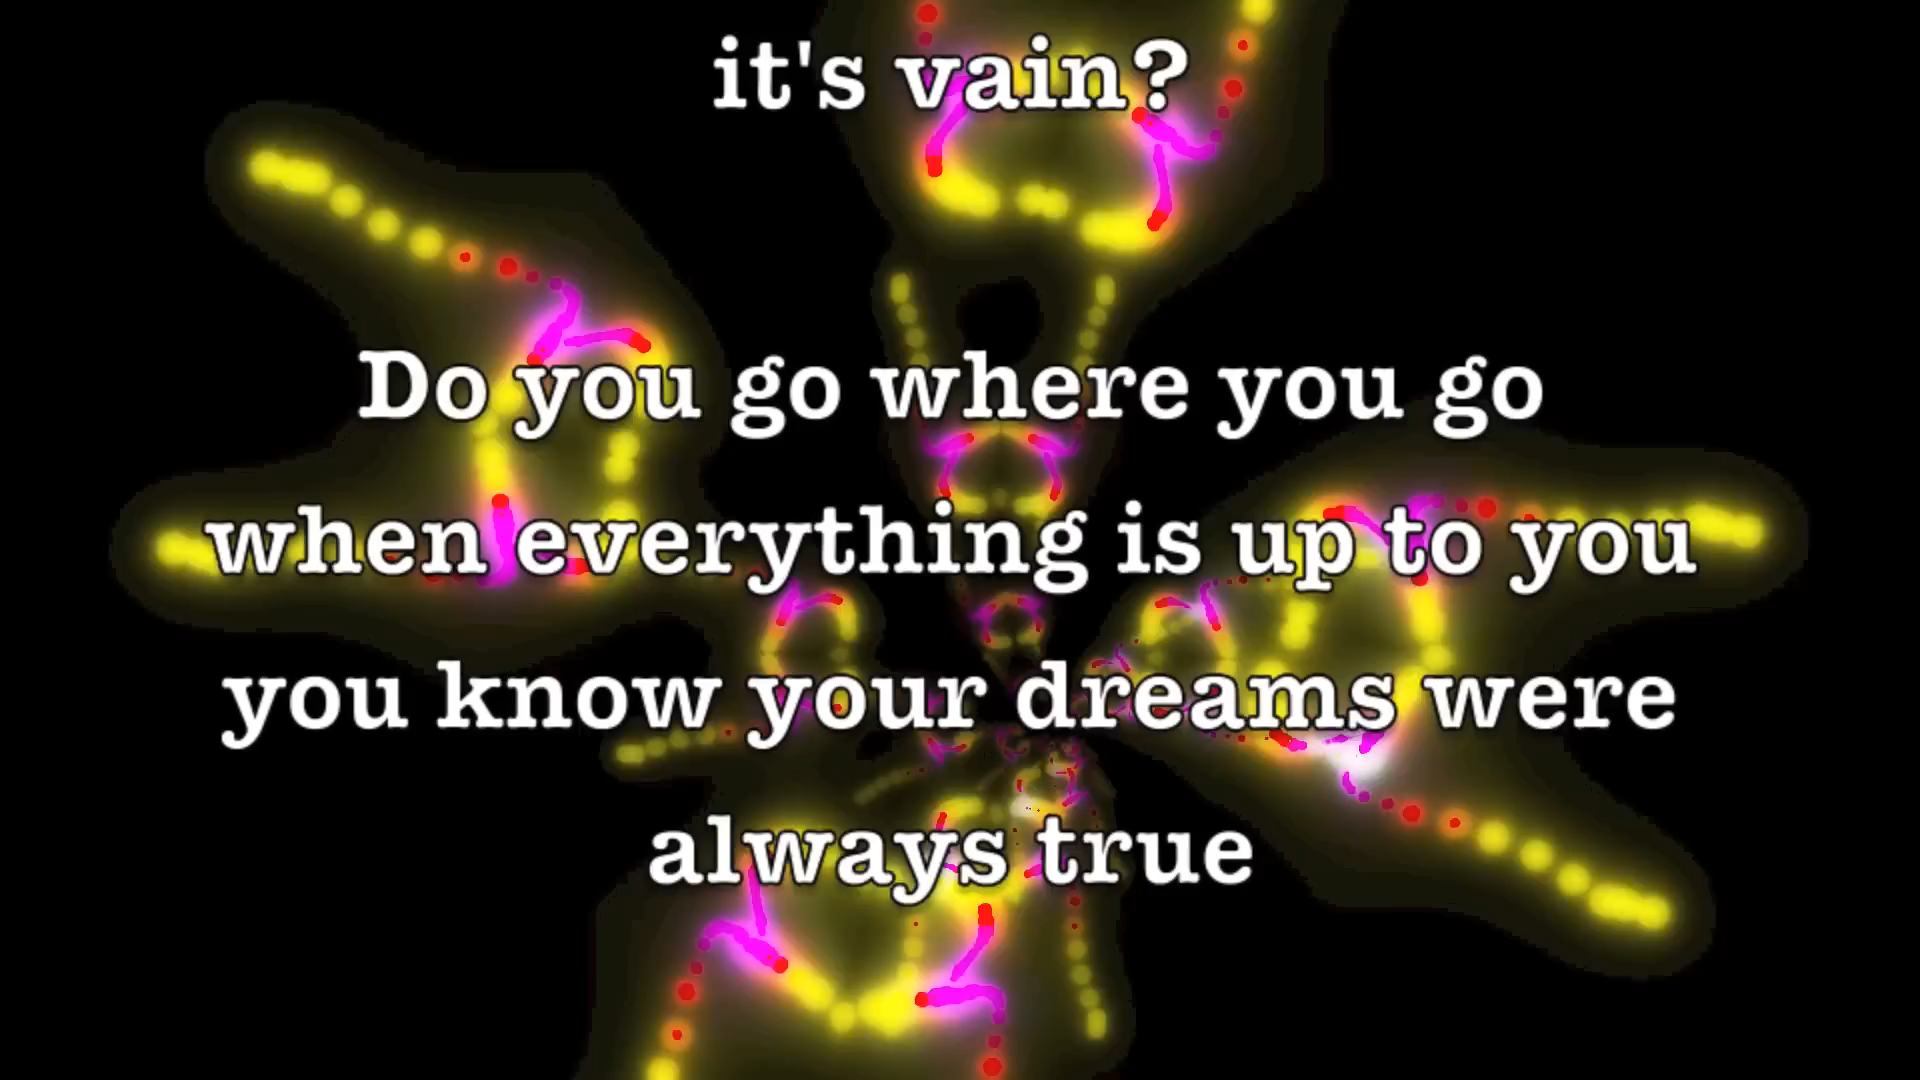 it's vain?
Do you go where you go
when everything is up to you
you know your dreams were
always true